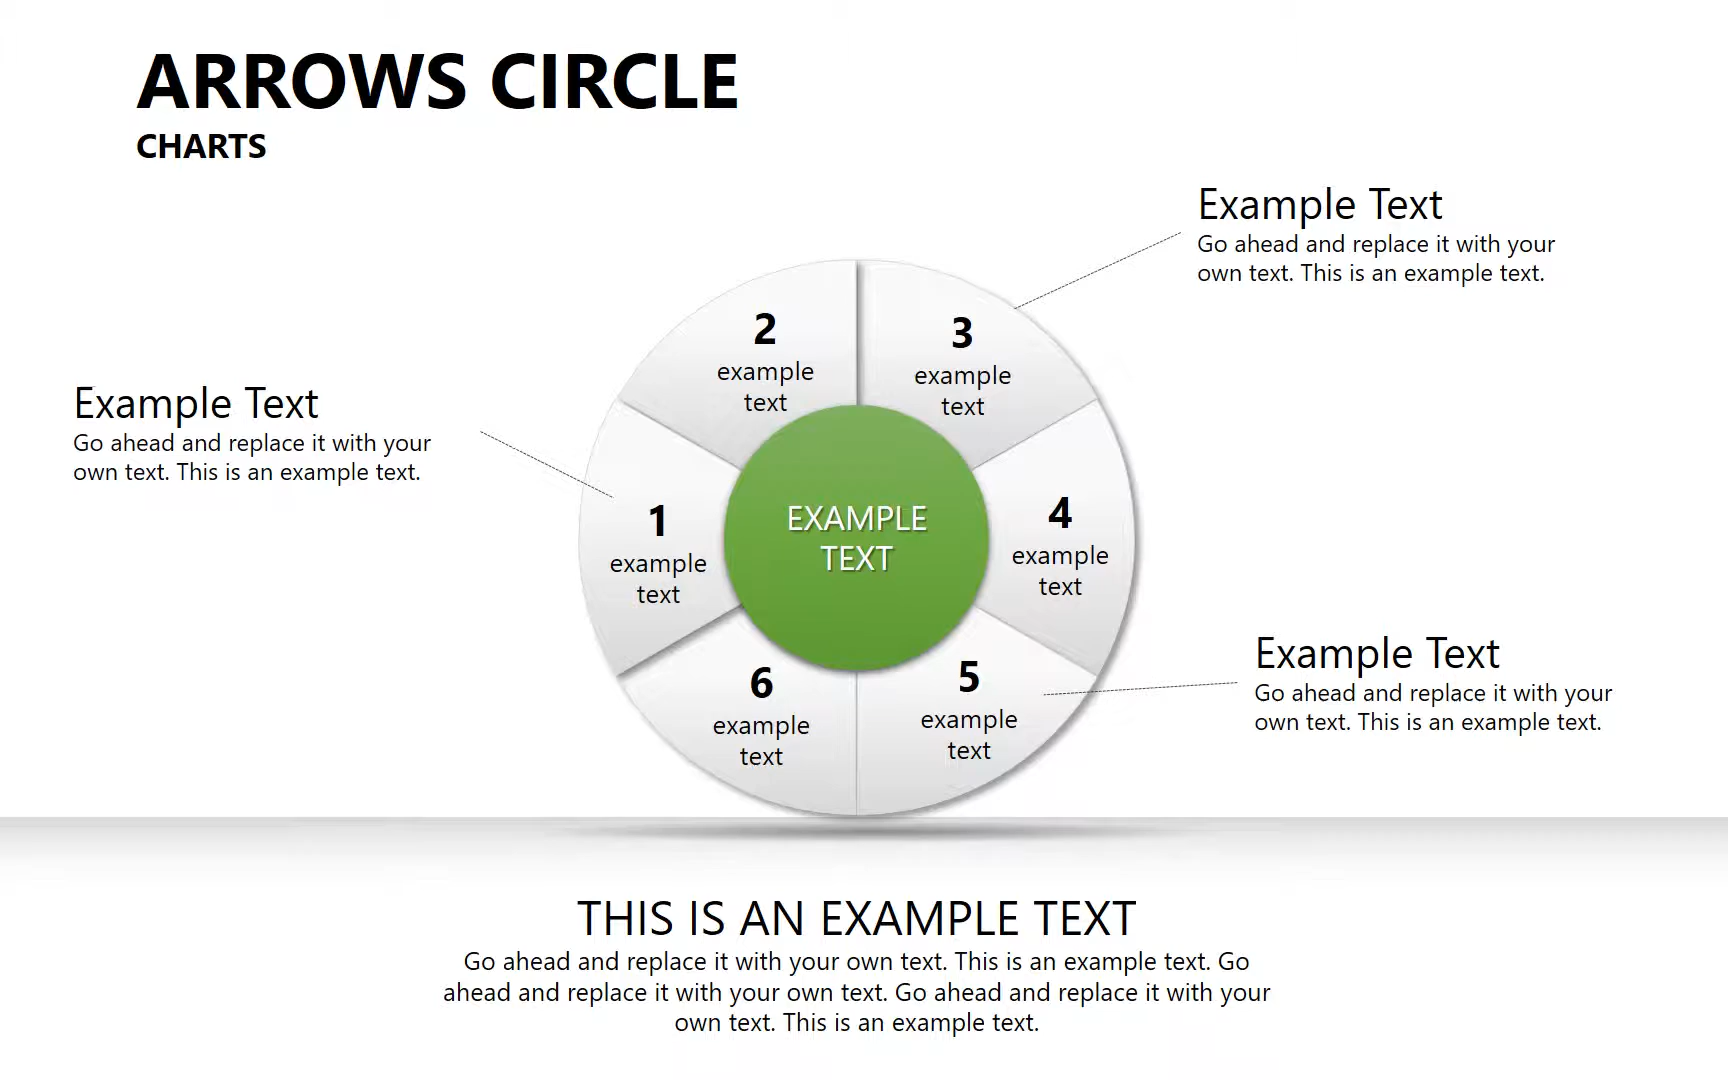 ARROWS CIRCLE
CHARTS
Example Text
Go ahead and replace it with your
own text. This is an example text.
Example Text
Go ahead and replace it with your
own text. This is an example text.
1
example
text
2
example
text
3
example
text
4
example
text
5
example
text
6
example
text
EXAMPLE
TEXT
Example Text
Go ahead and replace it with your
own text. This is an example text.
THIS IS AN EXAMPLE TEXT
Go ahead and replace it with your own text. This is an example text. Go
ahead and replace it with your own text. Go ahead and replace it with your
own text. This is an example text.